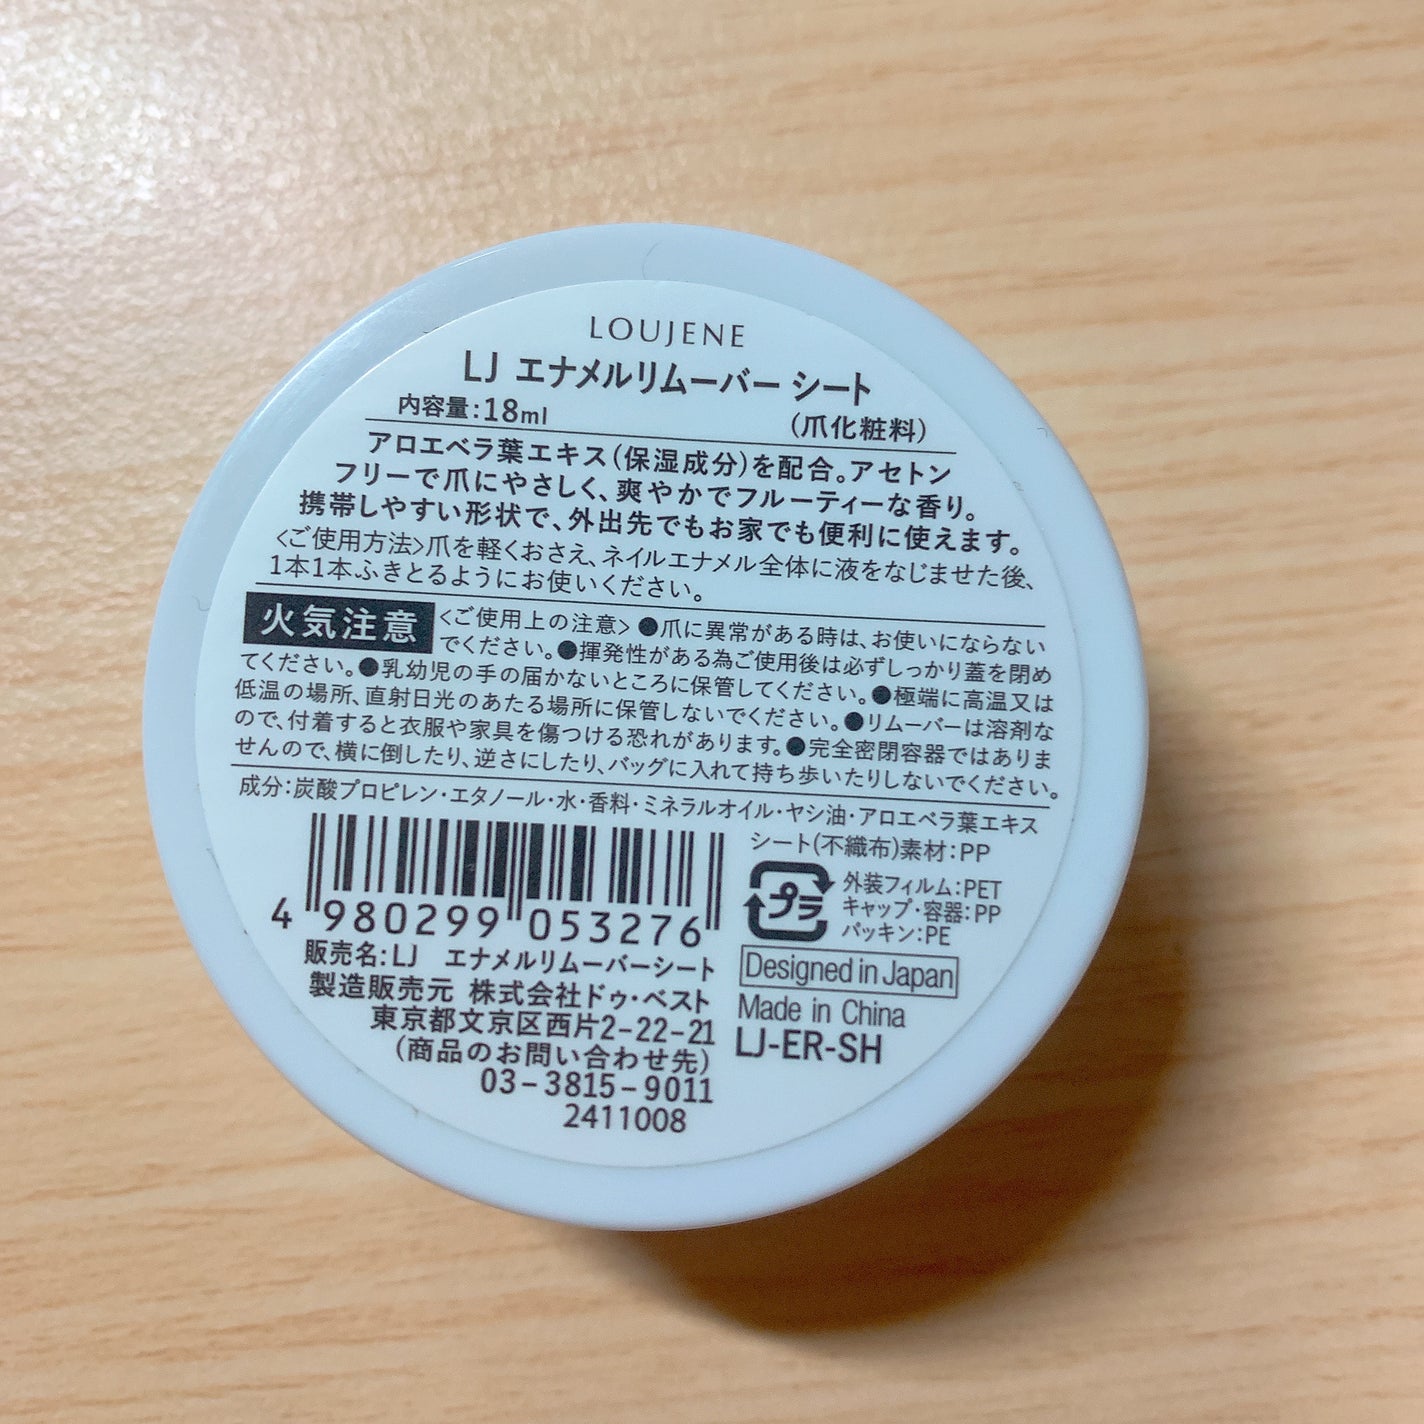 LOUJENE
LJ エナメルリムーバー シート
内容量:18ml (爪化粧料)
アロエベラ葉エキス(保湿成分)を配合。アセトン
フリーで爪にやさしく、爽やかでフルーティーな香り。
携帯しやすい形状で、外出先でもお家でも便利に使えます。
<ご使用方法>爪を軽くおさえ、ネイルエナメル全体に液をなじませた後、
1本1本ふきとるようにお使いください。
火気注意 <ご使用上の注意> ●爪に異常がある時は、お使いにならない
でください。●揮発性がある為ご使用後は必ずしっかり蓋を閉め
てください。●乳幼児の手の届かないところに保管してください。●極端に高温又は
低温の場所、直射日光のあたる場所に保管しないでください。●リムーバーは溶剤な
ので、付着すると衣服や家具を傷つける恐れがあります。●完全密閉容器ではありま
せんので、横に倒したり、逆さにしたり、バッグに入れて持ち歩いたりしないでください。
成分:炭酸プロピレン・エタノール・水・香料・ミネラルオイル・ヤシ油・アロエベラ葉エキス
シート(不織布)素材:PP
プラ
外装フィルム:PET
キャップ・容器:PP
パッキン:PE
4 980299 053276
Designed in Japan
Made in China
LJ-ER-SH
販売名:LJ エナメルリムーバーシート
製造販売元 株式会社ドゥ・ベスト
東京都文京区西片2-22-21
(商品のお問い合わせ先)
03-3815-9011
2411008